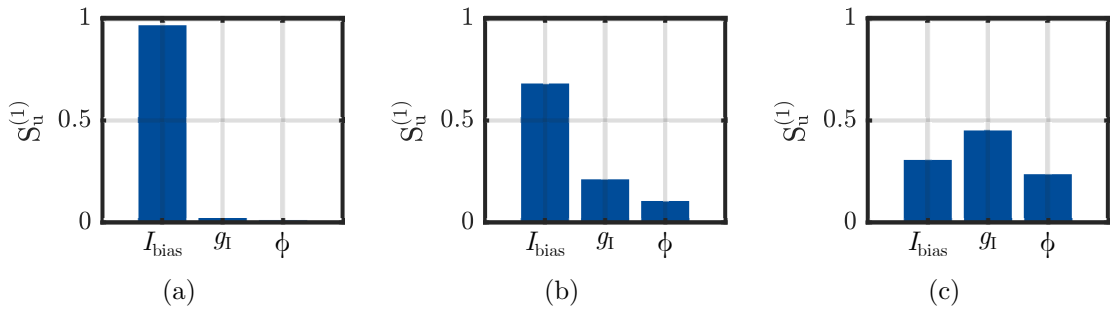 1
0.5
0
S_u^(1)
I_bias g_I ϕ
(a)
1
0.5
0
S_u^(1)
I_bias g_I ϕ
(b)
1
0.5
0
S_u^(1)
I_bias g_I ϕ
(c)